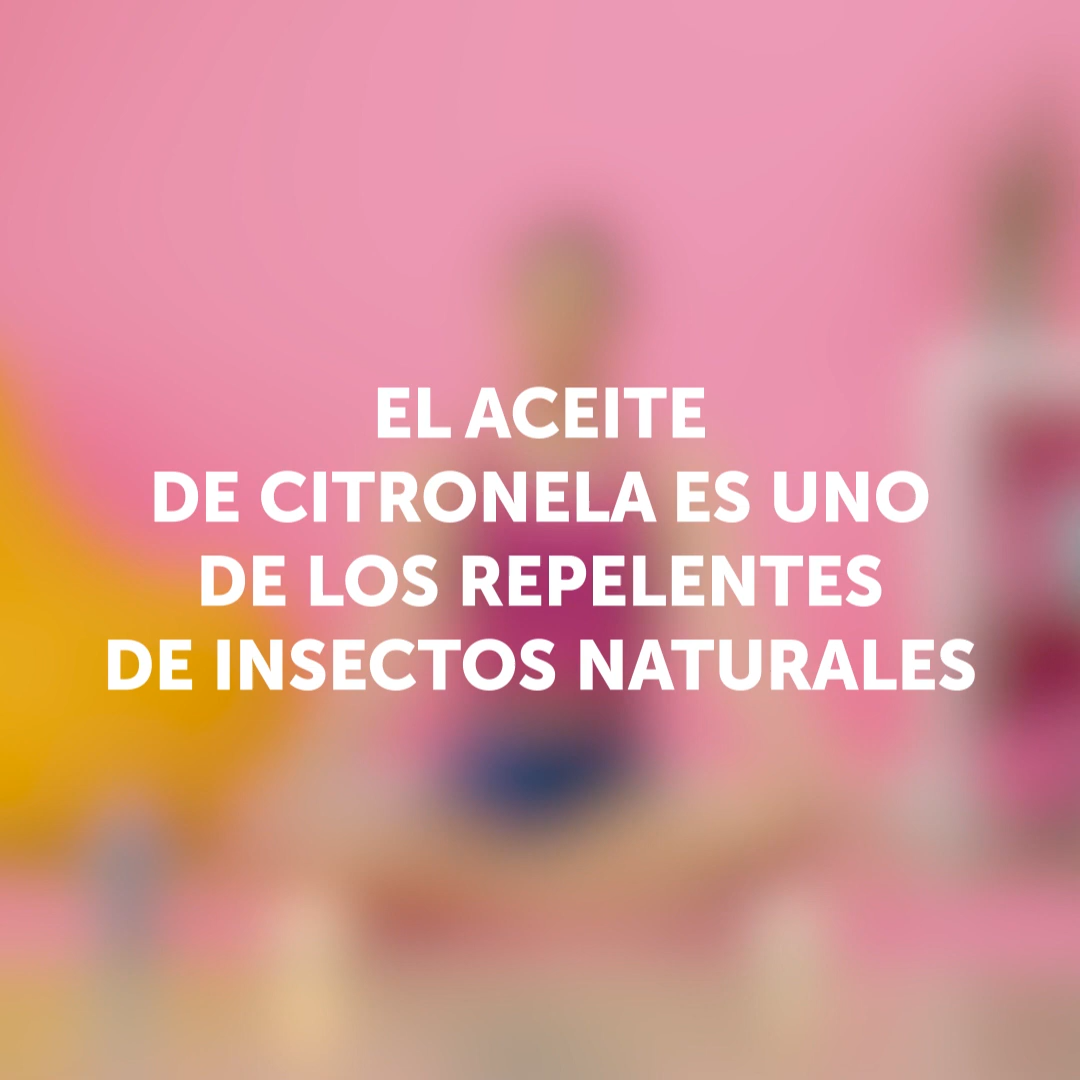 EL ACEITE
DE CITRONELA ES UNO
DE LOS REPELENTES
DE INSECTOS NATURALES